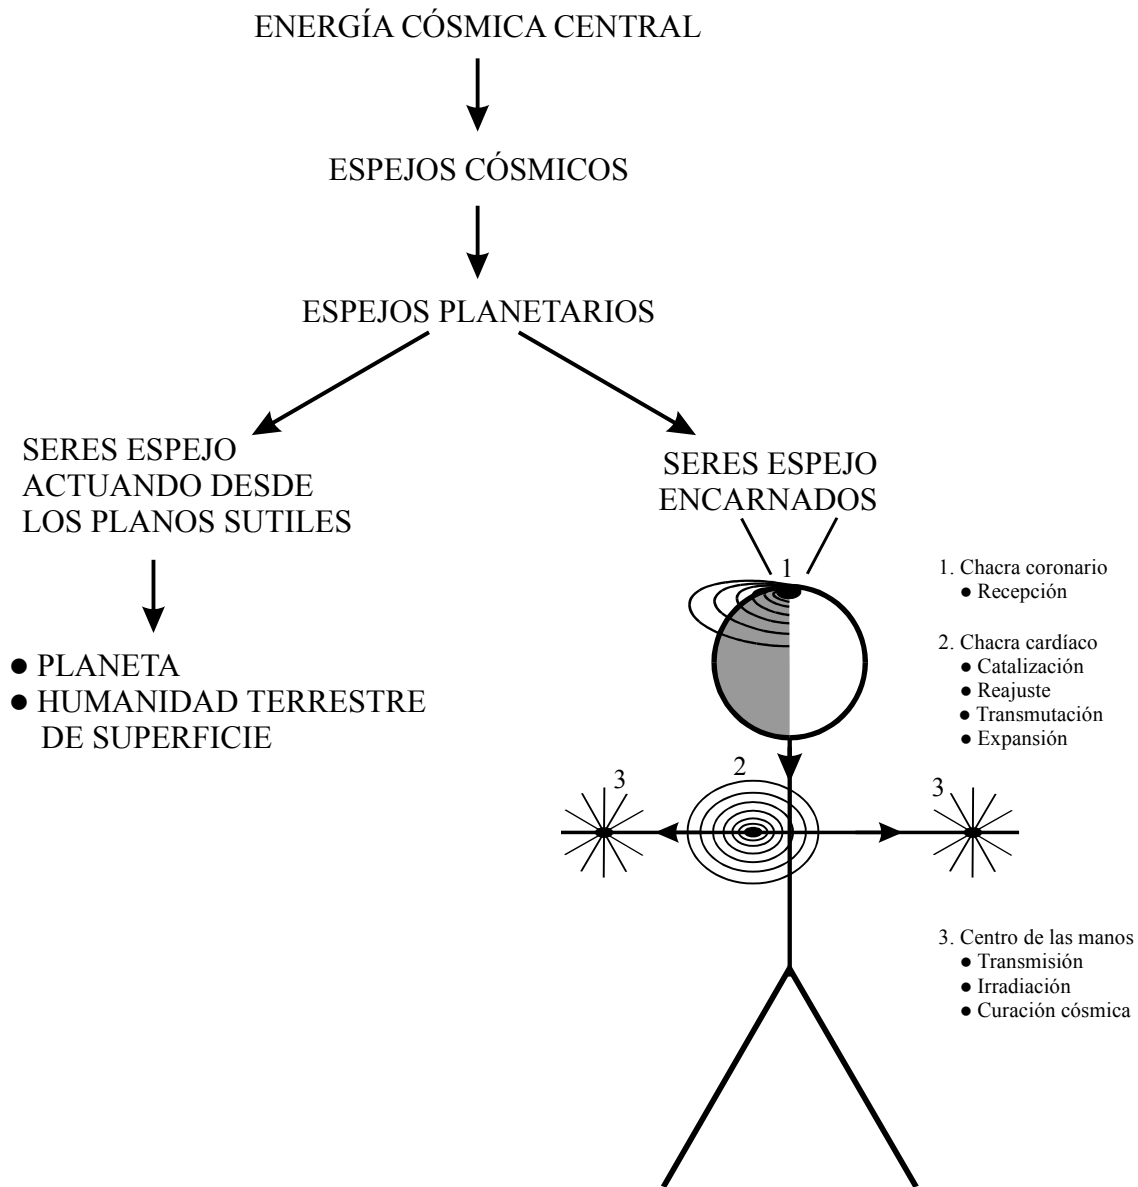 ENERGÍA CÓSMICA CENTRAL
ESPEJOS CÓSMICOS
ESPEJOS PLANETARIOS
SERES ESPEJO
ACTUANDO DESDE
LOS PLANOS SUTILES
● PLANETA
● HUMANIDAD TERRESTRE
DE SUPERFICIE
SERES ESPEJO
ENCARNADOS
1
2
3
3
1. Chacra coronario
● Recepción
2. Chacra cardíaco
● Catalización
● Reajuste
● Transmutación
● Expansión
3. Centro de las manos
● Transmisión
● Irradiación
● Curación cósmica